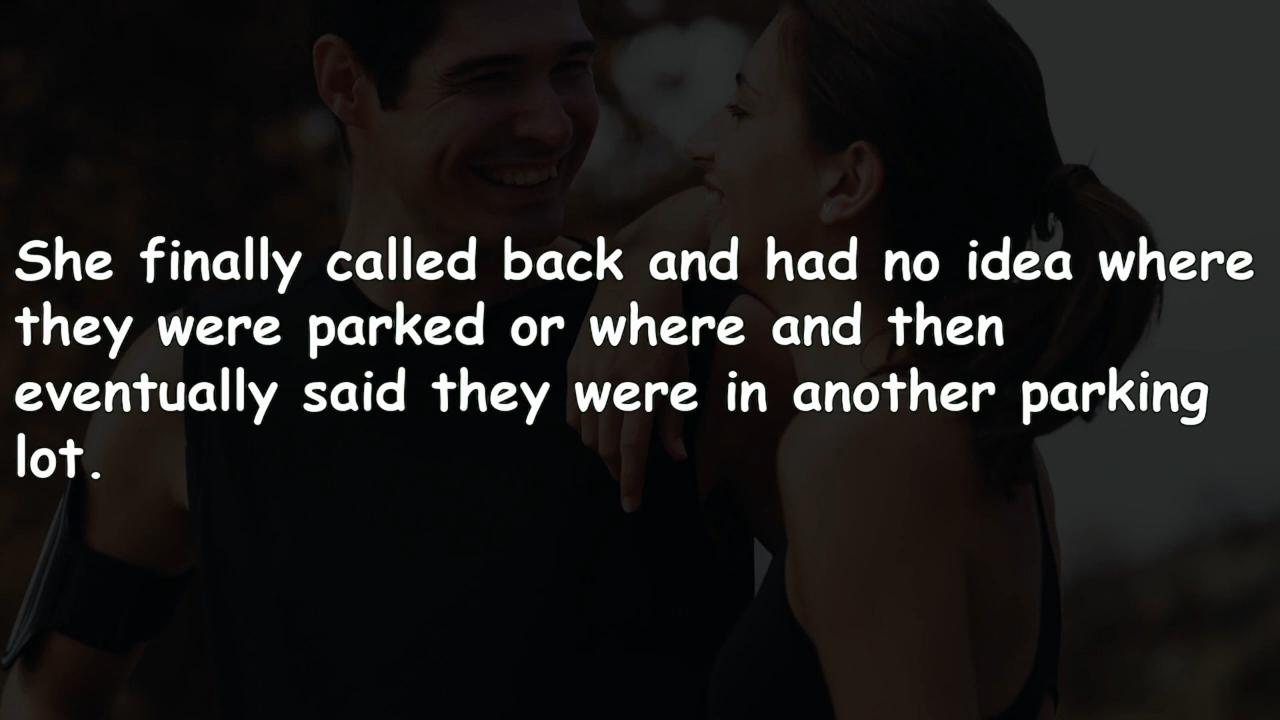 She finally called back and had no idea where
they were parked or where and then
eventually said they were in another parking
lot.